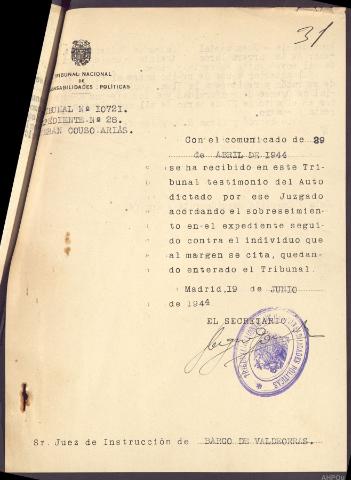 31
TRIBUNAL NACIONAL
DE
RESPONSABILIDADES POLÍTICAS
TRIBUNAL Nº 10721.
EXPEDIENTE Nº 28.
COUSO ARIAS.
Con el comunicado de 29
de ABRIL DE 1944
se ha recibido en este Tri-
bunal testimonio del Auto
dictado por ese Juzgado
acordando el sobreseimien-
to en el expediente segui-
do contra el individuo que
al margen se cita, quedan-
do enterado el Tribunal.
Madrid, 19 de JUNIO
de 1944
EL SECRETARIO
Sr. Juez de Instrucción de BARCO DE VALDEORRAS.
AHPOu